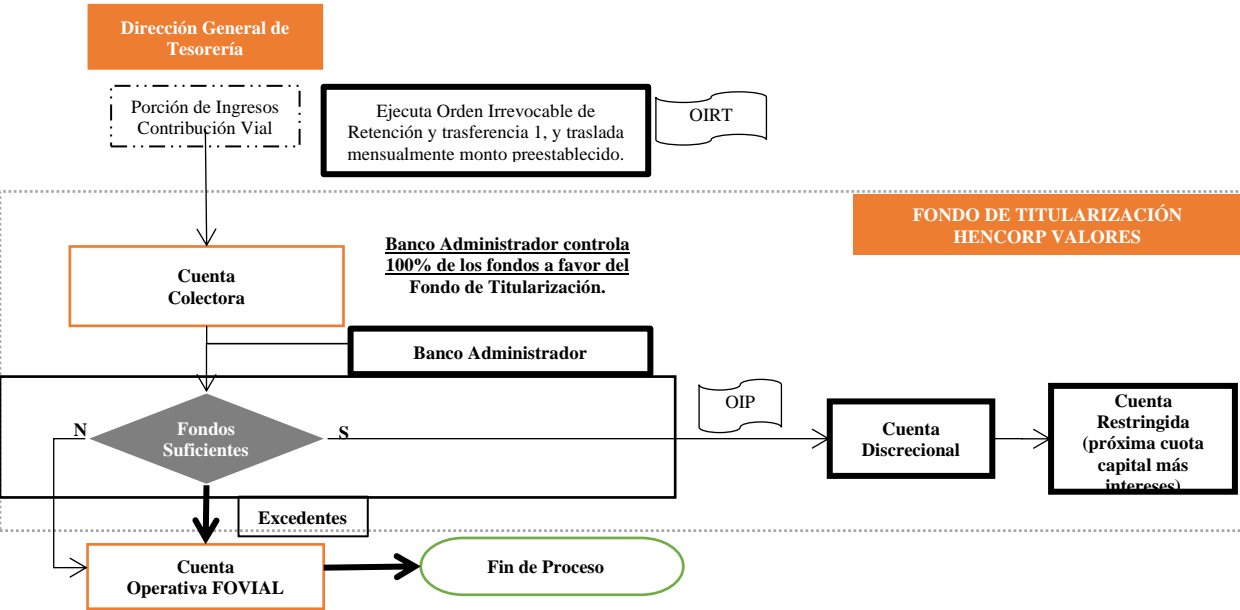 Dirección General de
Tesorería
Porción de Ingresos
Contribución Vial
Ejecuta Orden Irrevocable de
Retención y trasferencia 1, y traslada
mensualmente monto preestablecido.
OIRT
FONDO DE TITULARIZACIÓN
HENCORP VALORES
Banco Administrador controla
100% de los fondos a favor del
Fondo de Titularización.
Cuenta
Colectora
Banco Administrador
N
Fondos
Suficientes
S
OIP
Cuenta
Discrecional
Cuenta
Restringida
(próxima cuota
capital más
intereses)
Excedentes
Cuenta
Operativa FOVIAL
Fin de Proceso